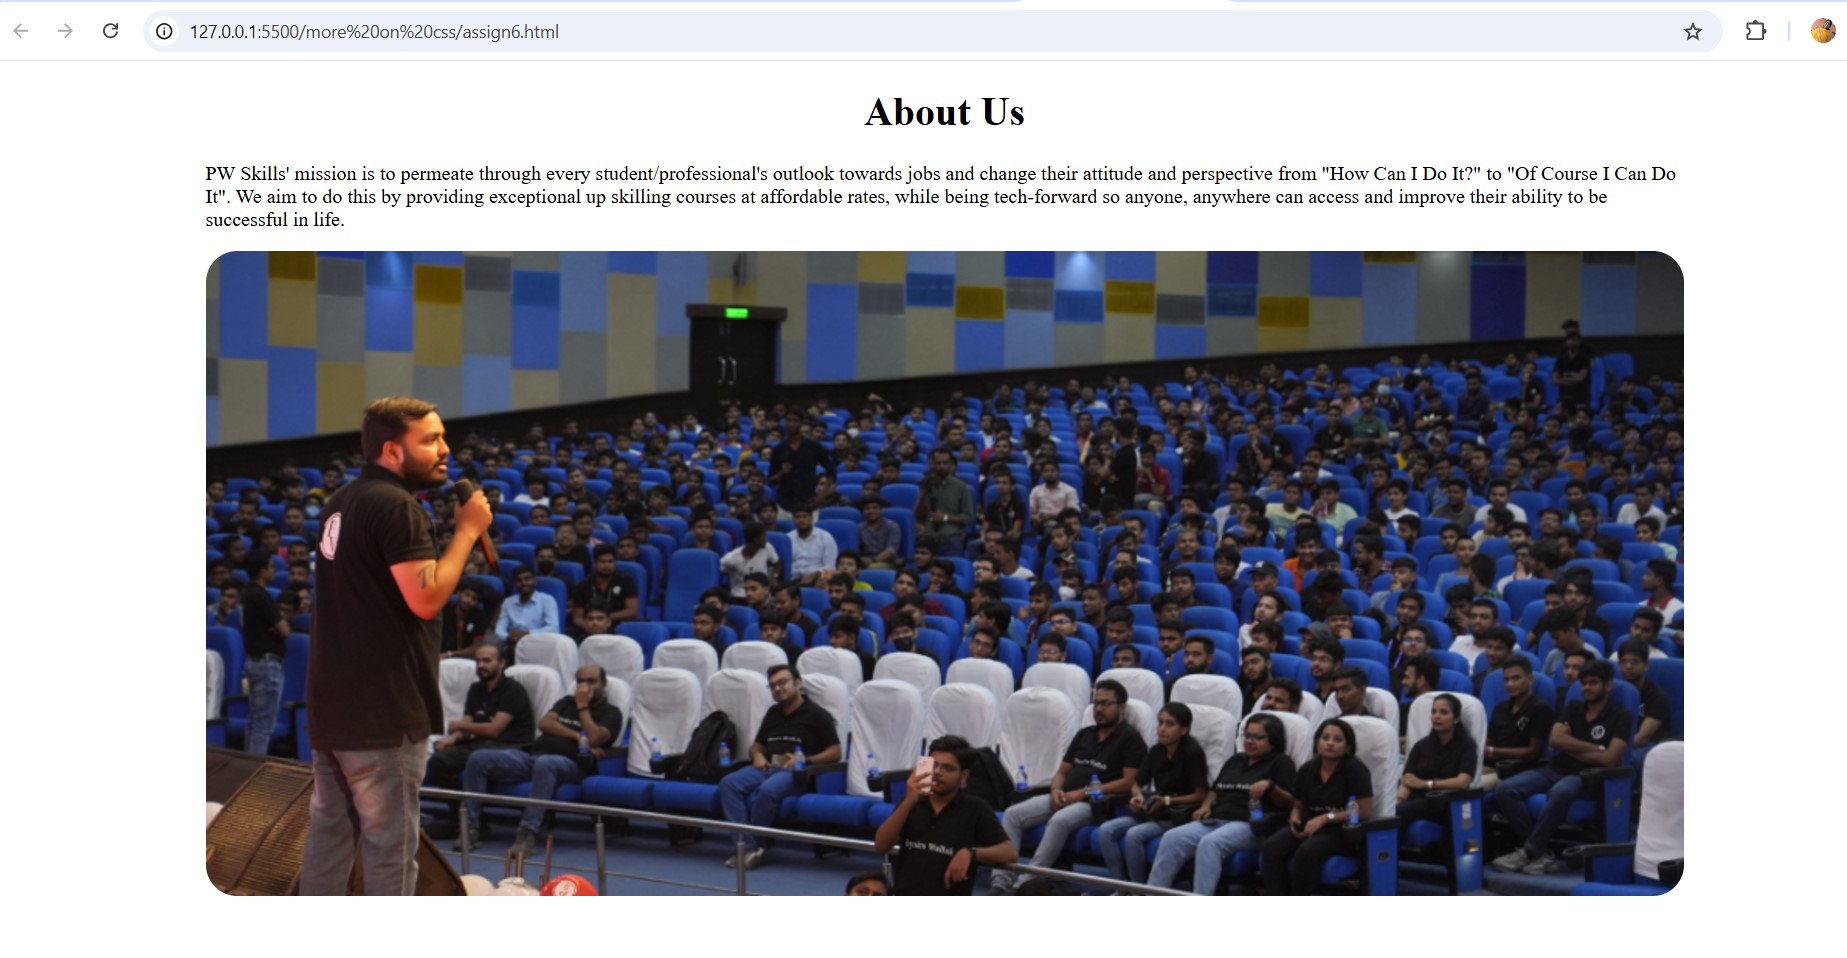 127.0.0.1:5500/more%20on%20css/assign6.html
About Us
PW Skills' mission is to permeate through every student/professional's outlook towards jobs and change their attitude and perspective from "How Can I Do It?" to "Of Course I Can Do
It". We aim to do this by providing exceptional up skilling courses at affordable rates, while being tech-forward so anyone, anywhere can access and improve their ability to be
successful in life.